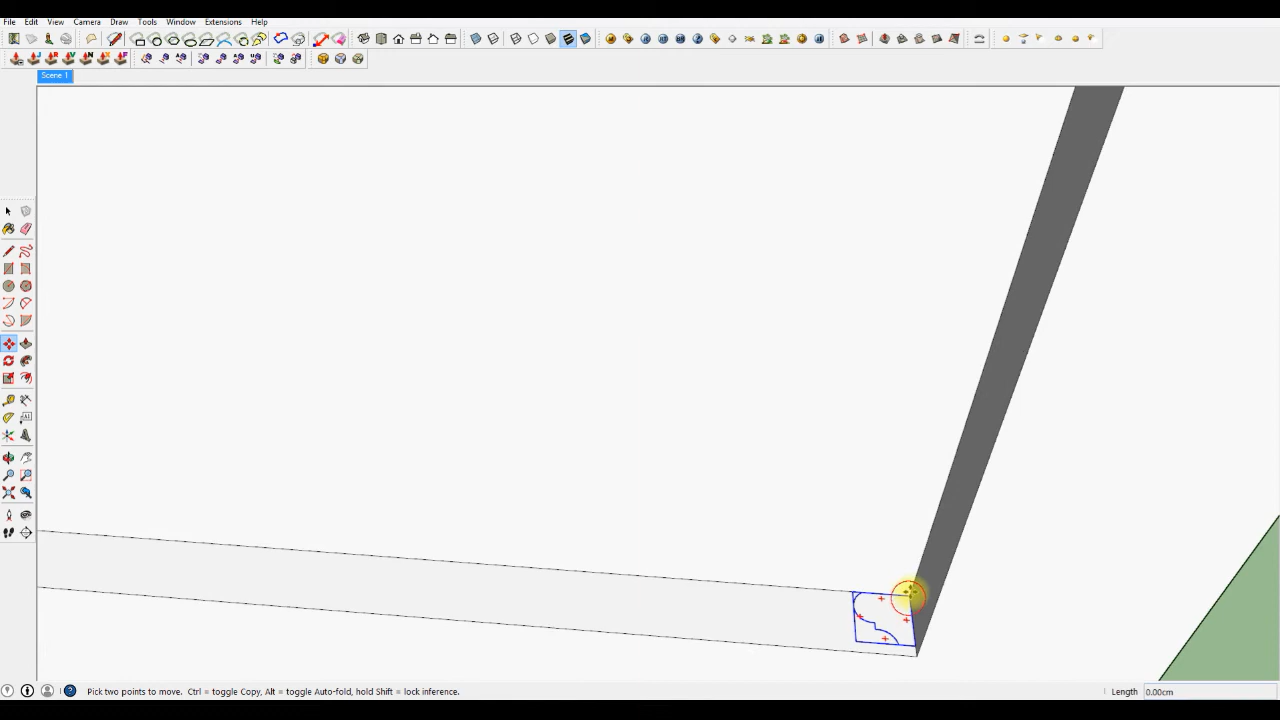 File Edit View Camera Draw Tools Window Extensions Help
Scene 1
Pick two points to move. Ctrl = toggle Copy, Alt = toggle Auto-fold, hold Shift = lock inference.
Length 0.00cm